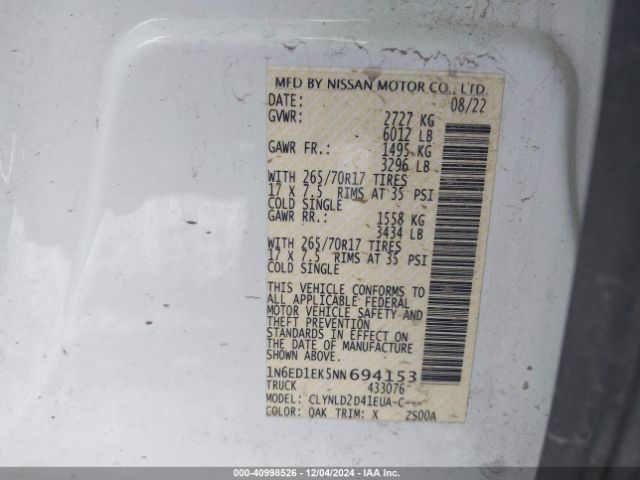 MFD BY NISSAN MOTOR CO., LTD.
DATE: 08/22
GVWR: 2727 KG
6012 LB
GAWR FR.: 1495 KG
3296 LB
WITH 265/70R17 TIRES
17 X 7.5 RIMS AT 35 PSI
COLD SINGLE
GAWR RR.: 1558 KG
3434 LB
WITH 265/70R17 TIRES
17 X 7.5 RIMS AT 35 PSI
COLD SINGLE
THIS VEHICLE CONFORMS TO
ALL APPLICABLE FEDERAL
MOTOR VEHICLE SAFETY AND
THEFT PREVENTION
STANDARDS IN EFFECT ON
THE DATE OF MANUFACTURE
SHOWN ABOVE.
1N6ED1EK5NN694153
TRUCK 433076
MODEL: CLYNLD2D41EUA-C---
COLOR: QAK TRIM: X ZS00A
000-40998526 - 12/04/2024 - IAA Inc.